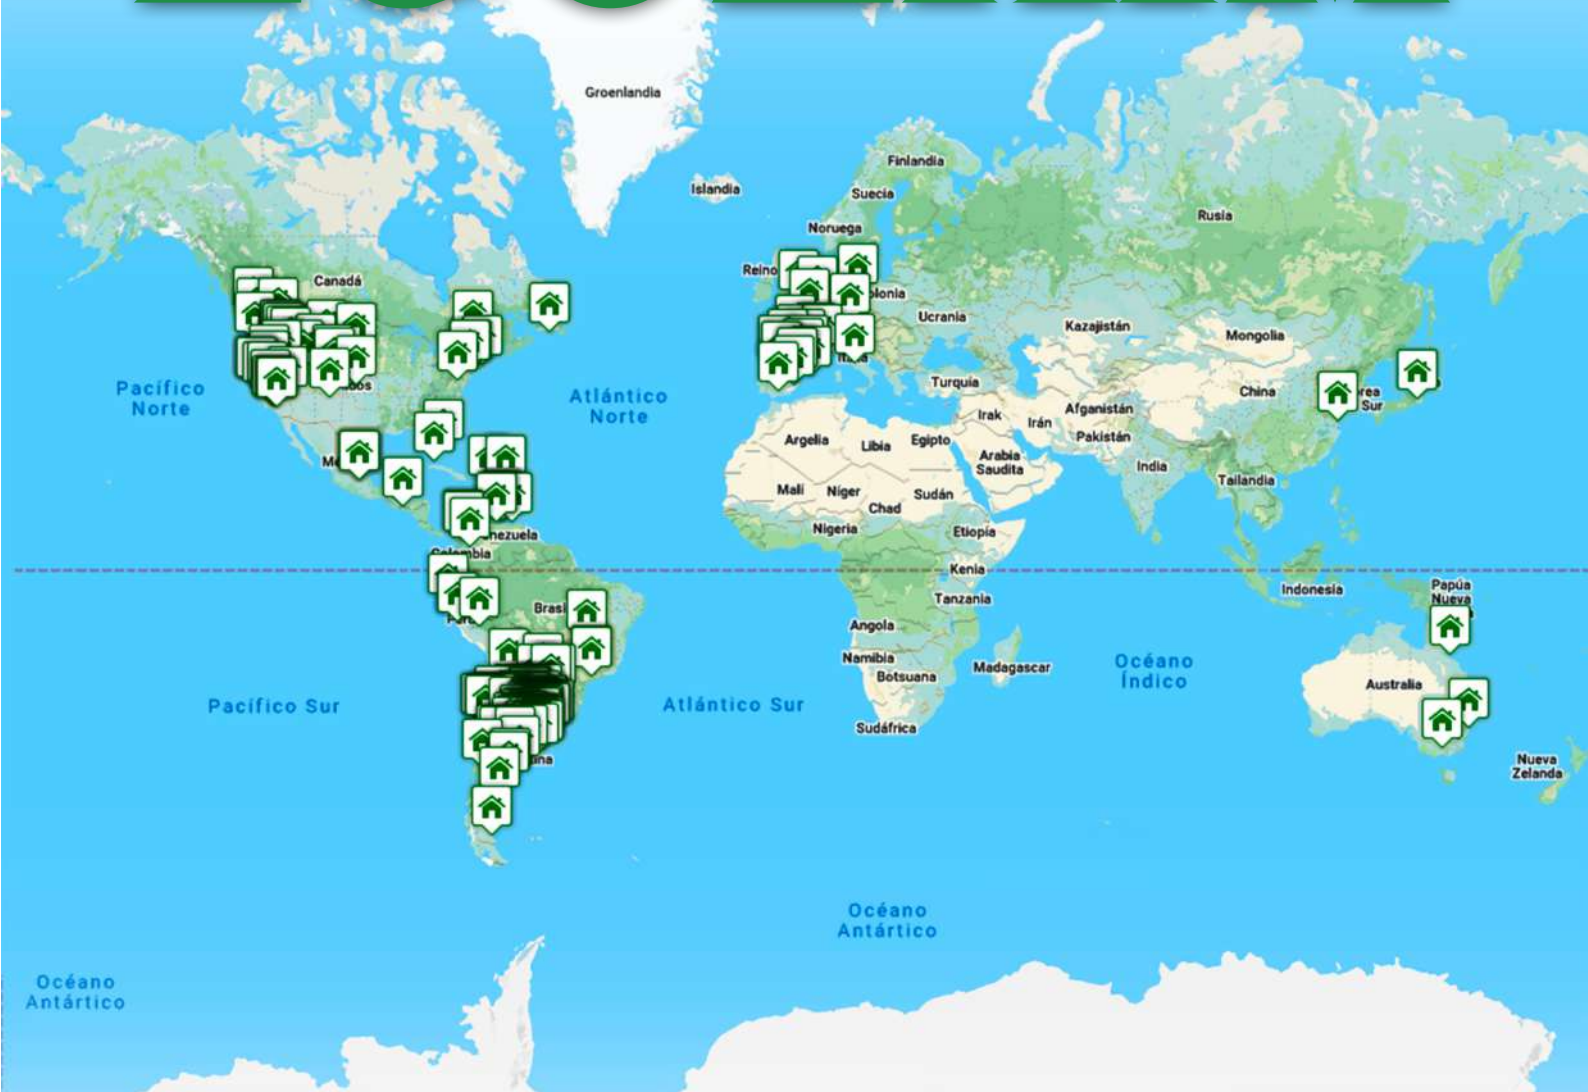 Groenlandia
Finlandia
Islandia
Suecia
Rusia
Noruega
Reino
Canadá
Ucrania
Kazajistán
Mongolia
Pacífico
Norte
Atlántico
Norte
Turquía
China
Sur
Irak
Irán
Afganistán
Pakistán
Argelia
Libia
Egipto
Arabia
Saudita
India
Tailandia
Malí
Níger
Sudán
Chad
Nigeria
Etiopía
Colombia
Kenia
Indonesia
Papúa
Nueva
Tanzania
Angola
Namibia
Botsuana
Madagascar
Océano
Índico
Australia
Pacífico Sur
Atlántico Sur
Sudáfrica
Nueva
Zelanda
Océano
Antártico
Océano
Antártico